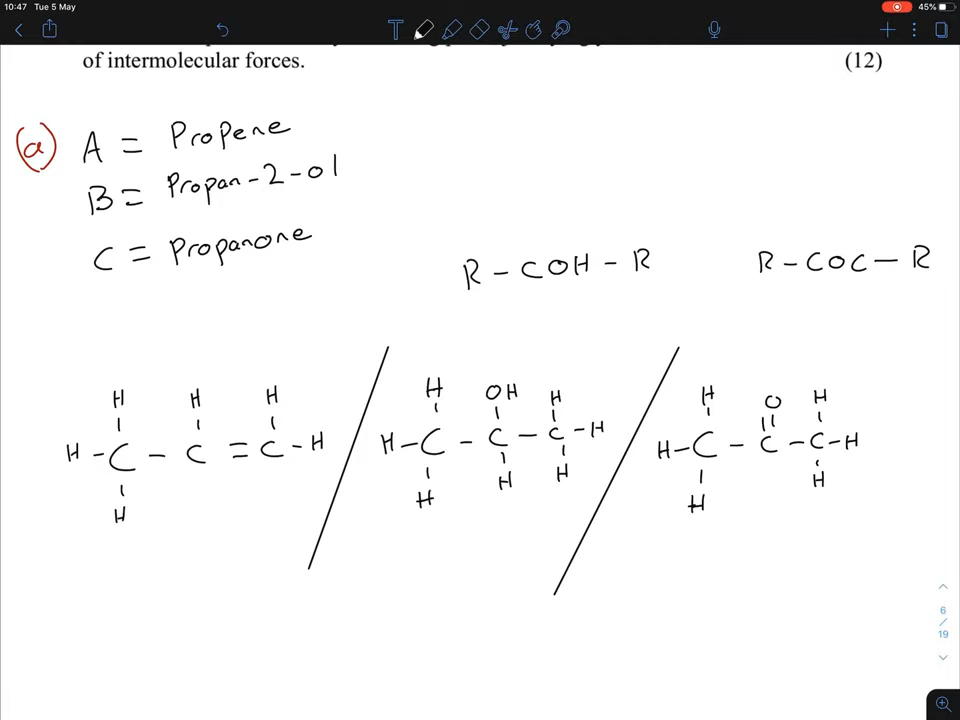 10:47 Tue 5 May 45%
of intermolecular forces. (12)
(a) A = Propene
B = Propan-2-ol
C = Propanone
R - COH - R R - COC - R
H H H H OH H H O H
H - C - C = C - H H - C - C - C - H H - C - C - C - H
H H H H H H
6
/
19